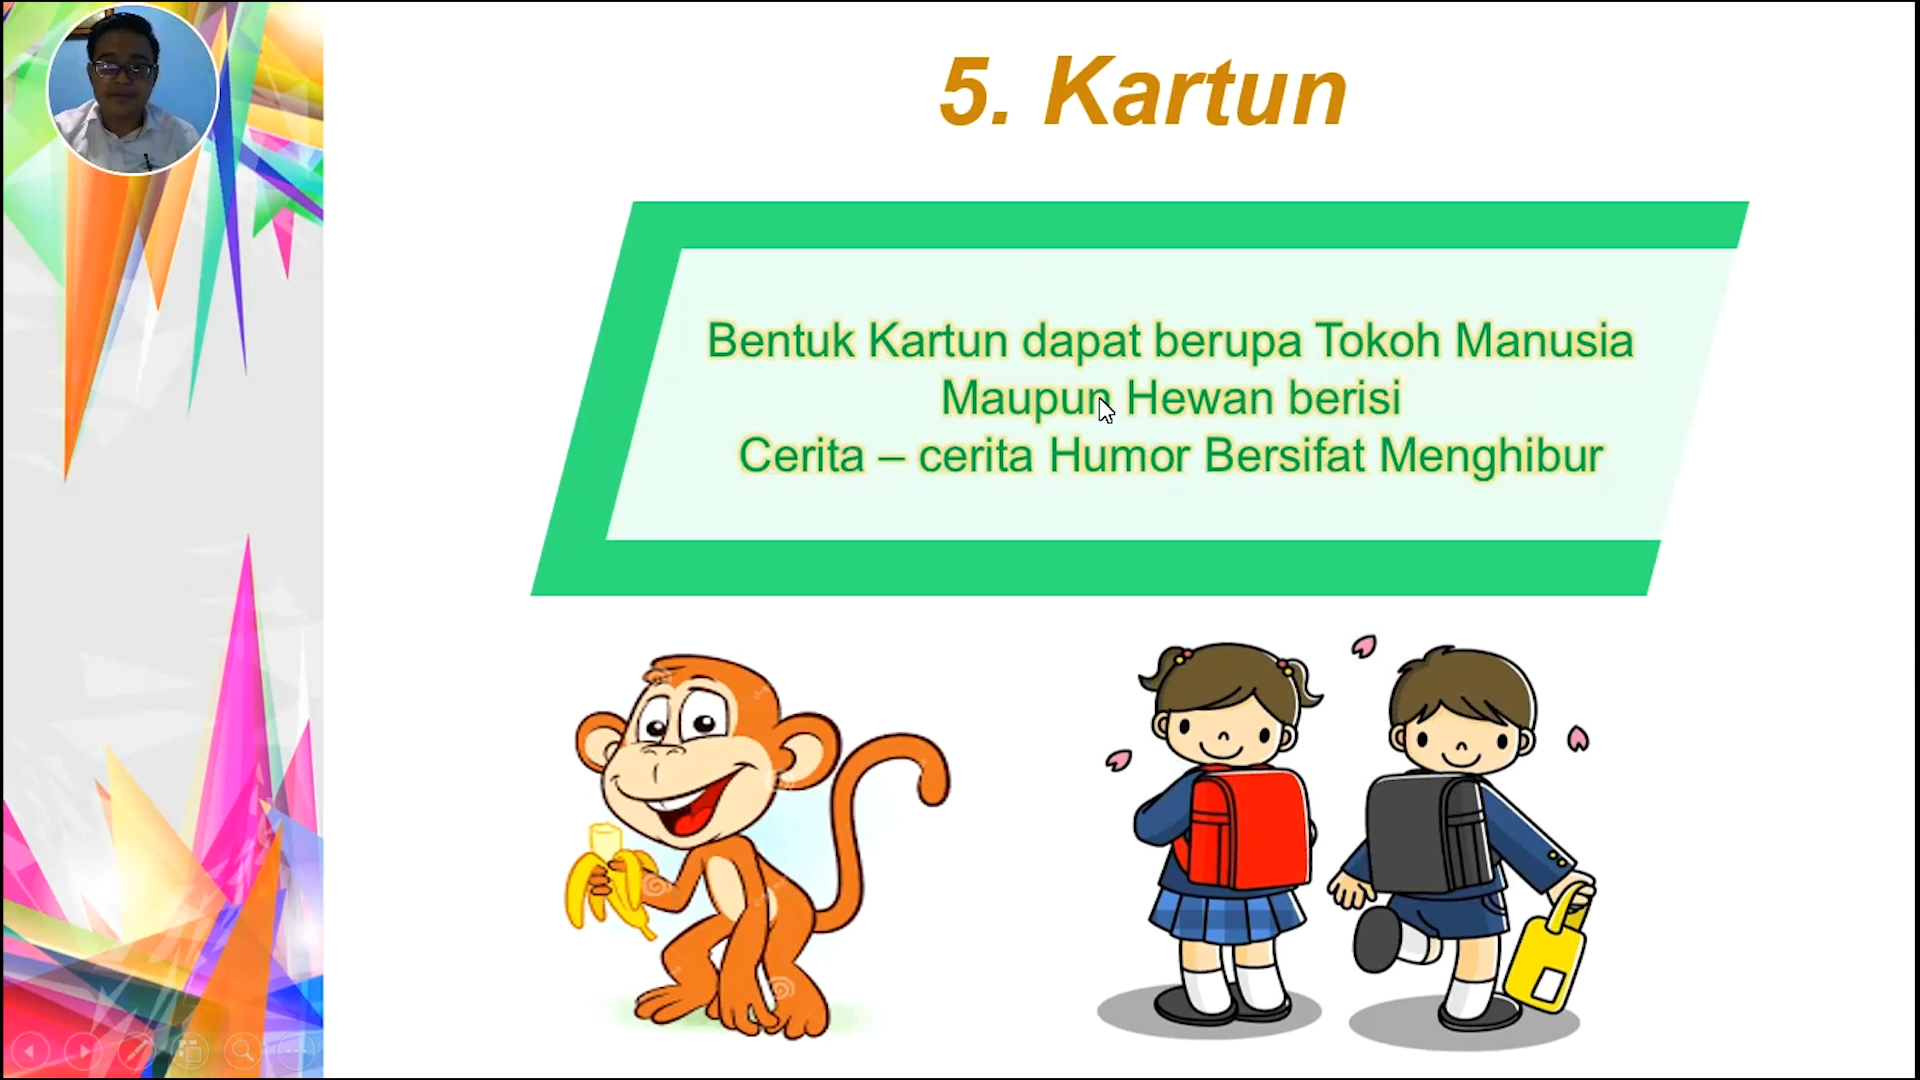 5. Kartun
Bentuk Kartun dapat berupa Tokoh Manusia
Maupun Hewan berisi
Cerita – cerita Humor Bersifat Menghibur